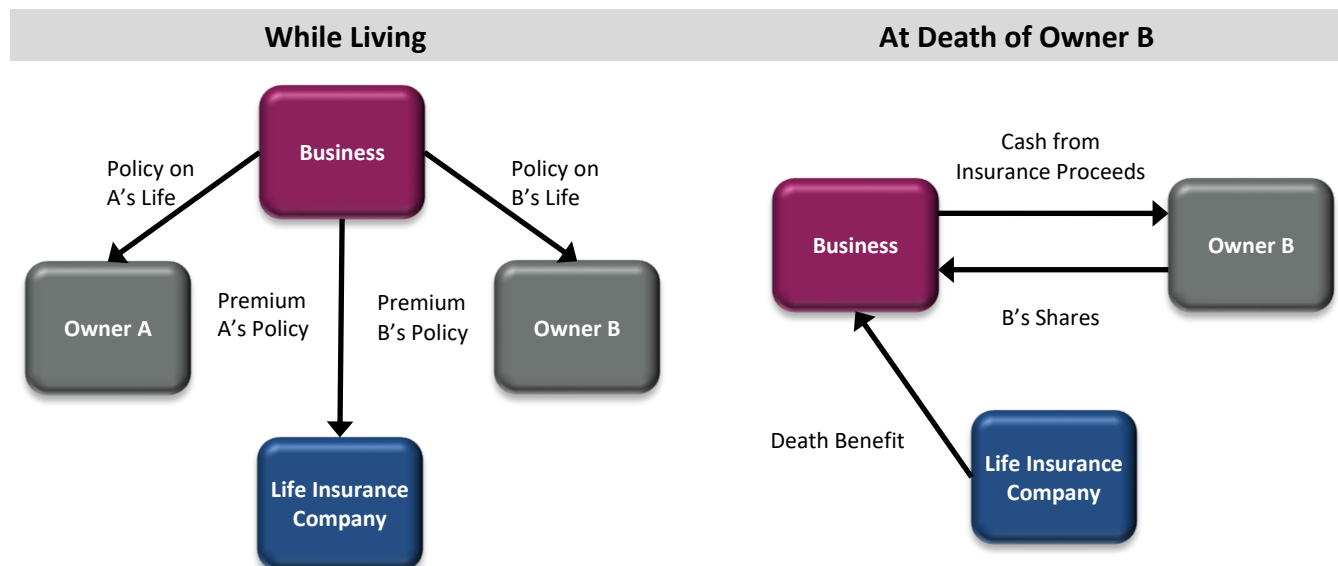 While Living
Business
Policy on
A’s Life
Policy on
B’s Life
Owner A
Premium
A’s Policy
Premium
B’s Policy
Owner B
Life Insurance
Company
At Death of Owner B
Cash from
Insurance Proceeds
Business
Owner B
B’s Shares
Death Benefit
Life Insurance
Company